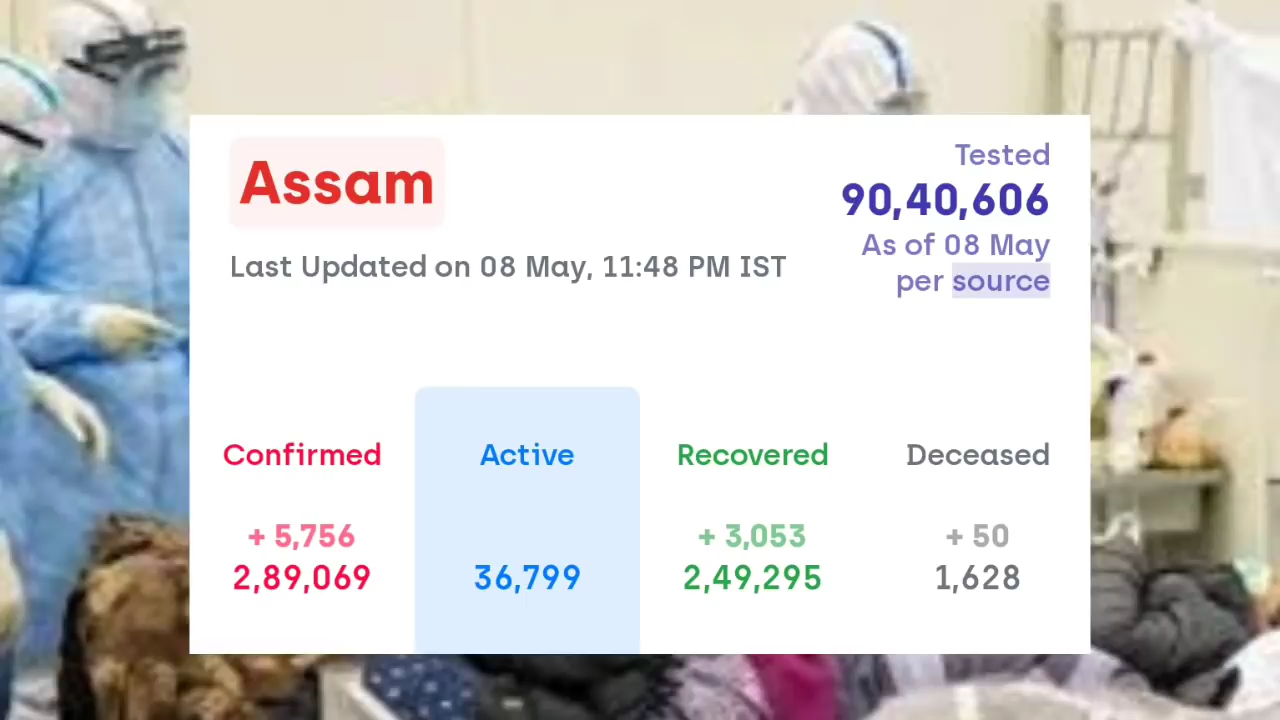 Assam
Last Updated on 08 May, 11:48 PM IST
Tested
90,40,606
As of 08 May
per source
Confirmed
+ 5,756
2,89,069
Active
36,799
Recovered
+ 3,053
2,49,295
Deceased
+ 50
1,628